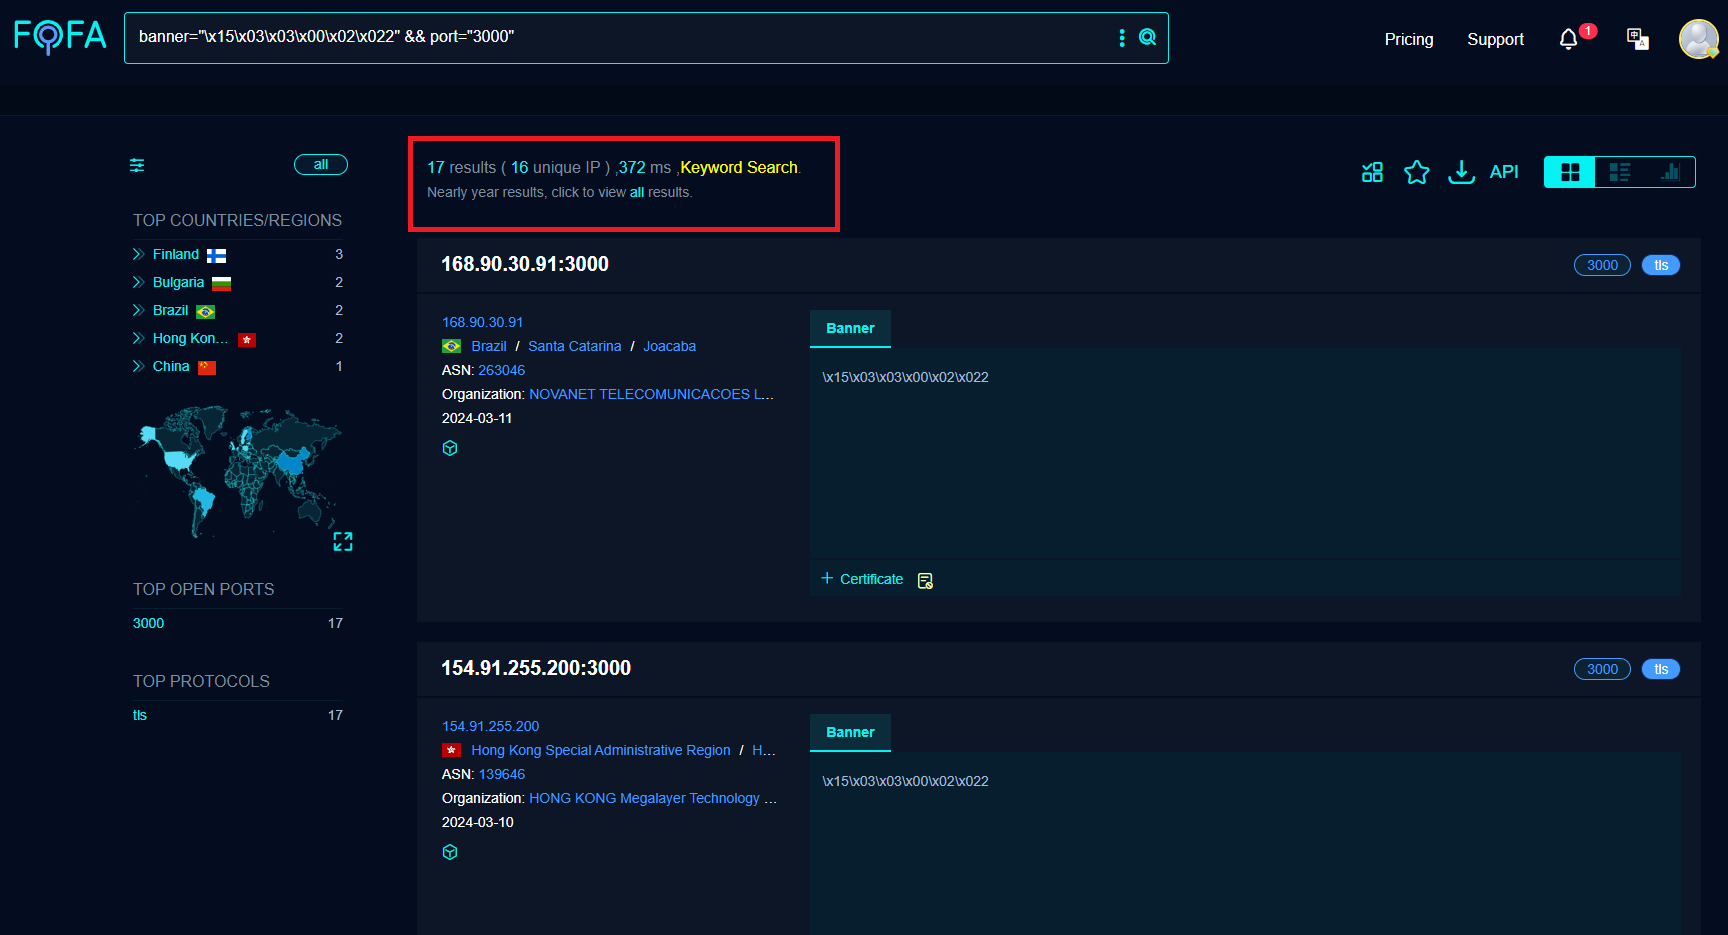 FOFA
banner="\x15\x03\x03\x00\x02\x022" && port="3000"
Pricing
Support
1
all
17 results ( 16 unique IP ) ,372 ms ,Keyword Search.
Nearly year results, click to view all results.
API
TOP COUNTRIES/REGIONS
Finland 3
Bulgaria 2
Brazil 2
Hong Kon... 2
China 1
TOP OPEN PORTS
3000 17
TOP PROTOCOLS
tls 17
168.90.30.91:3000
3000 tls
168.90.30.91
Brazil / Santa Catarina / Joacaba
ASN: 263046
Organization: NOVANET TELECOMUNICACOES L...
2024-03-11
Banner
\x15\x03\x03\x00\x02\x022
+ Certificate
154.91.255.200:3000
3000 tls
154.91.255.200
Hong Kong Special Administrative Region / H...
ASN: 139646
Organization: HONG KONG Megalayer Technology ...
2024-03-10
Banner
\x15\x03\x03\x00\x02\x022